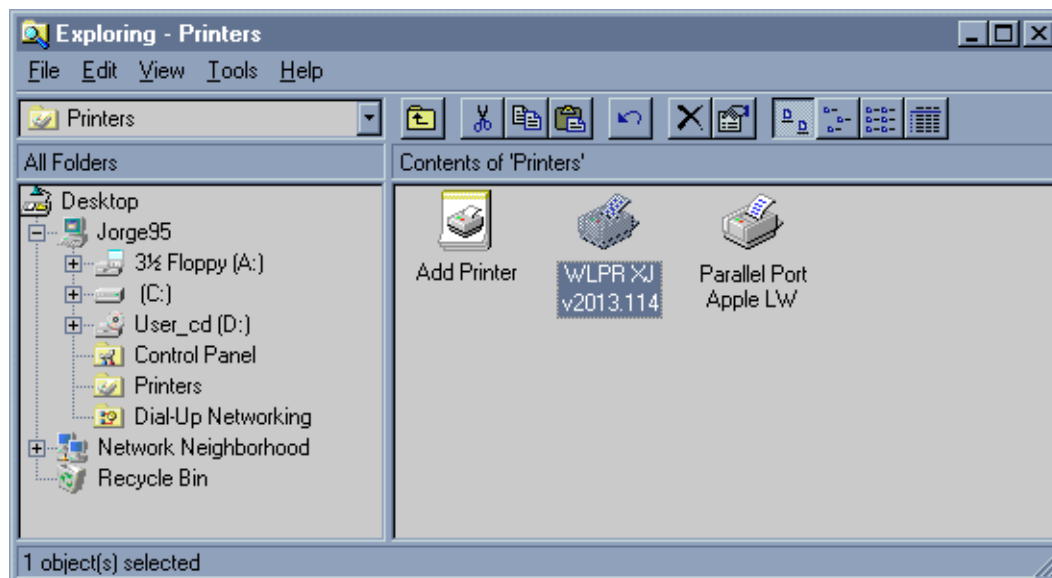 Exploring - Printers
File Edit View Tools Help
Printers
All Folders
Contents of 'Printers'
Desktop
Jorge95
3½ Floppy (A:)
(C:)
User_cd (D:)
Control Panel
Printers
Dial-Up Networking
Network Neighborhood
Recycle Bin
Add Printer
WLPR XJ
v2013.114
Parallel Port
Apple LW
1 object(s) selected